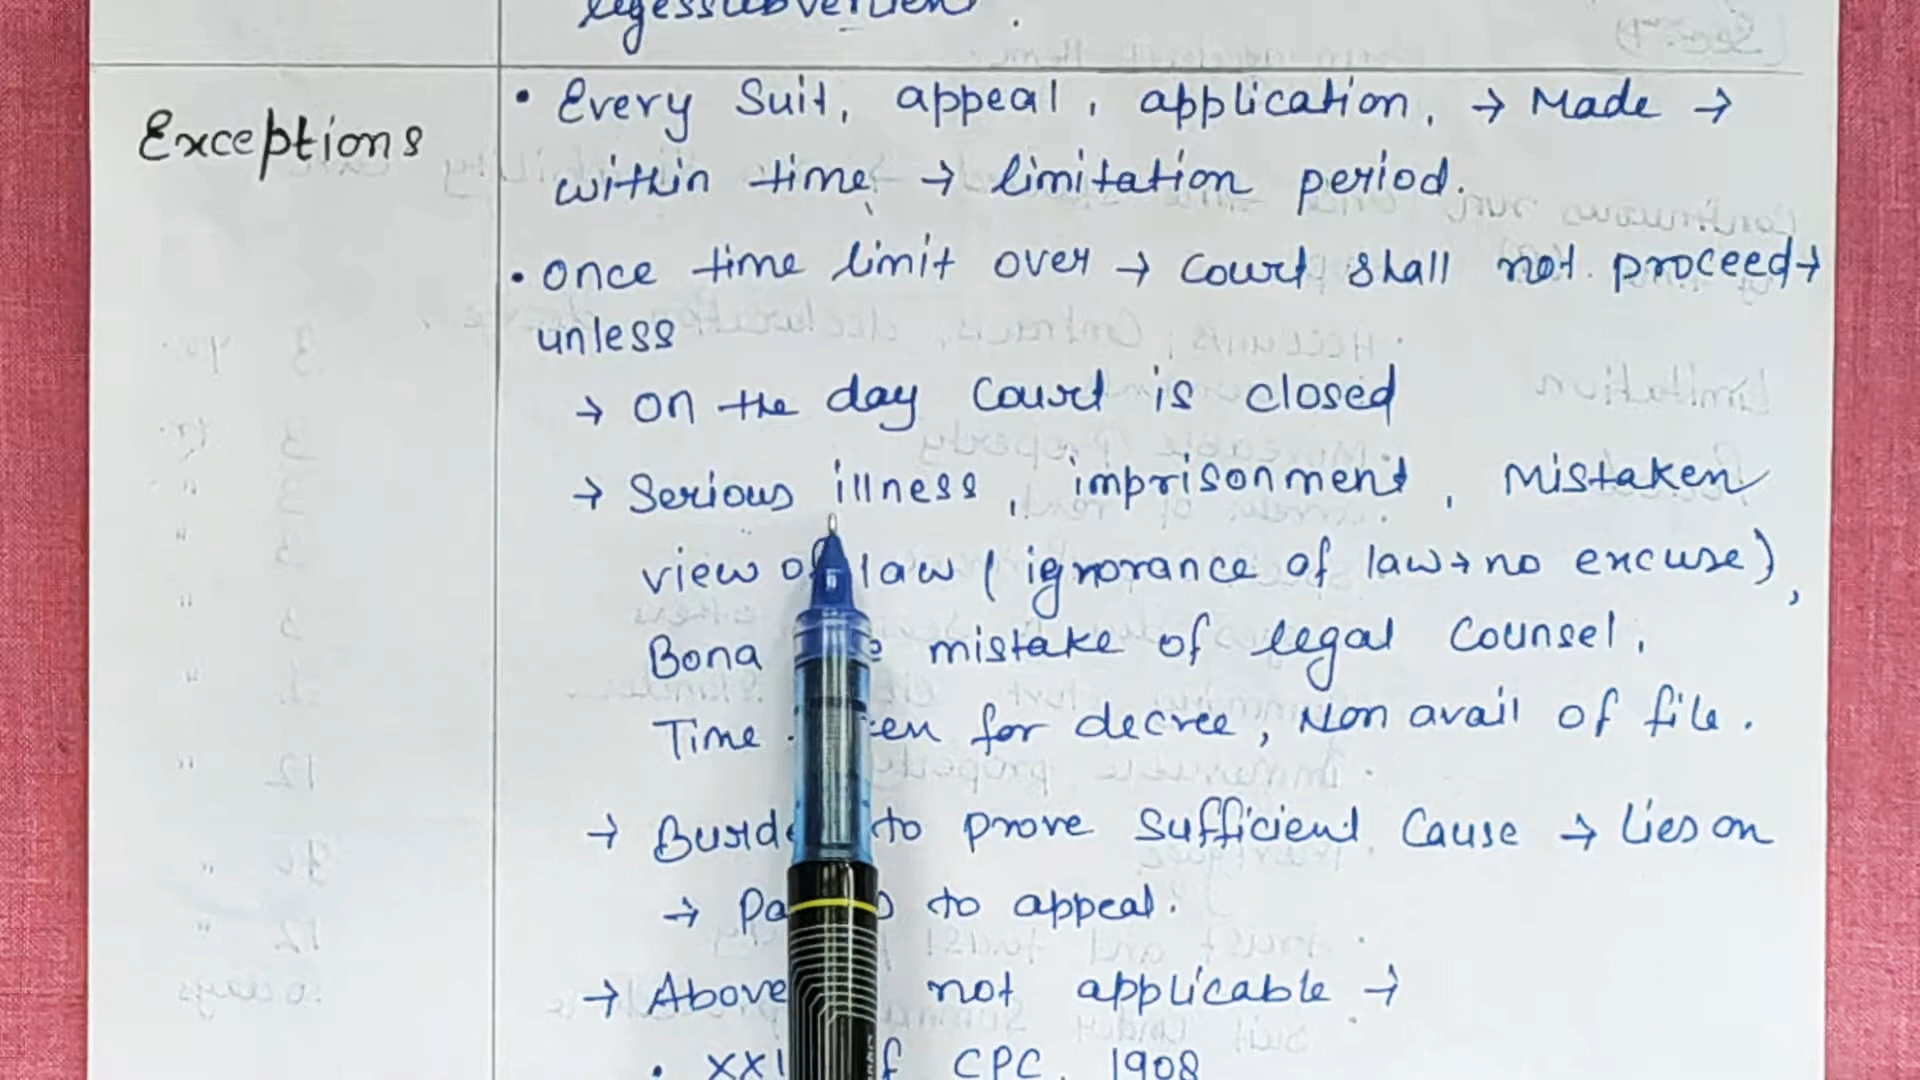 Exceptions
• Every Suit, appeal, application, → Made →
within time → limitation period.
• once time limit over → court shall not proceed →
unless
→ on the day court is closed
→ Serious illness, imprisonment, Mistaken
view of law (ignorance of law → no excuse),
Bona mistake of legal Counsel.
Time for decree, Non avail of file.
→ to prove Sufficient Cause → Lies on
→ to appeal.
→ Above not applicable →
• CPC, 1908